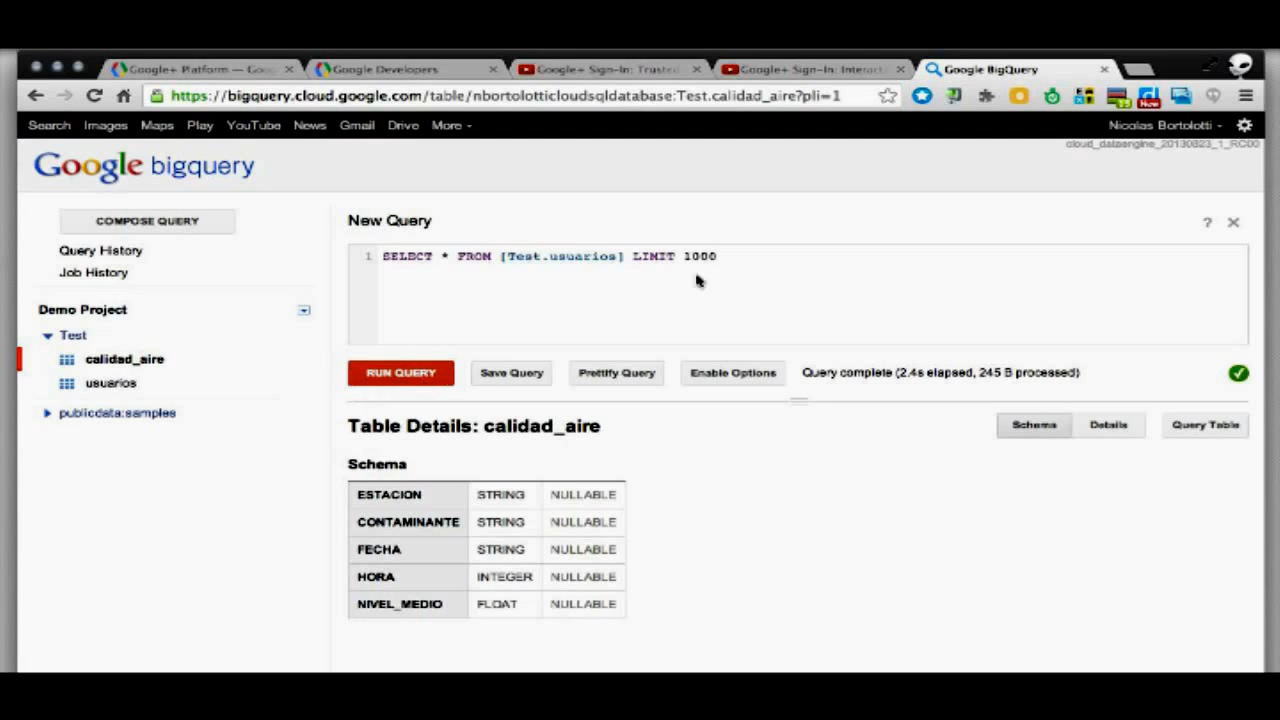 Google+ Platform — Goo
Google Developers
Google+ Sign-In: Trusted
Google+ Sign-In: Interact
Google BigQuery
https://bigquery.cloud.google.com/table/nbortolotticloudsqldatabase:Test.calidad_aire?pli=1
New
Search Images Maps Play YouTube News Gmail Drive More
Nicolas Bortolotti
cloud_dataengine_20130823_1_RC00
Google bigquery
COMPOSE QUERY
Query History
Job History
Demo Project
Test
calidad_aire
usuarios
publicdata:samples
New Query
? ×
1 SELECT * FROM [Test.usuarios] LIMIT 1000
RUN QUERY Save Query Prettify Query Enable Options Query complete (2.4s elapsed, 245 B processed)
Table Details: calidad_aire
Schema Details Query Table
Schema
ESTACION STRING NULLABLE
CONTAMINANTE STRING NULLABLE
FECHA STRING NULLABLE
HORA INTEGER NULLABLE
NIVEL_MEDIO FLOAT NULLABLE